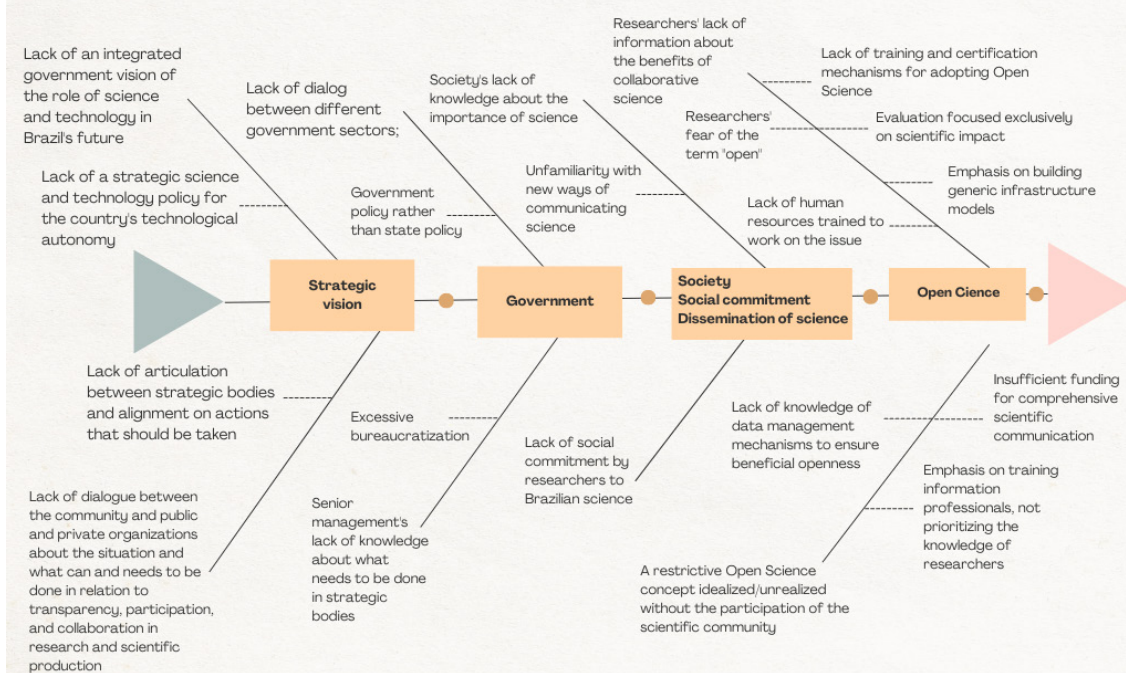 Lack of an integrated
government vision of
the role of science
and technology in
Brazil's future
Lack of a strategic science
and technology policy for
the country's technological
autonomy
Lack of dialog
between different
government sectors;
Government
policy rather
than state policy
Society's lack of
knowledge about the
importance of science
Unfamiliarity with
new ways of
communicating
science
Researchers' lack of
information about
the benefits of
collaborative
science
Researchers'
fear of the
term "open"
Lack of human
resources trained to
work on the issue
Lack of training and certification
mechanisms for adopting Open
Science
Evaluation focused exclusively
on scientific impact
Emphasis on building
generic infrastructure
models
Strategic
vision
Government
Society
Social commitment
Dissemination of science
Open Cience
Lack of articulation
between strategic bodies
and alignment on actions
that should be taken
Lack of dialogue between
the community and public
and private organizations
about the situation and
what can and needs to be
done in relation to
transparency, participation,
and collaboration in
research and scientific
production
Excessive
bureaucratization
Senior
management's
lack of knowledge
about what
needs to be done
in strategic
bodies
Lack of social
commitment by
researchers to
Brazilian science
Lack of knowledge of
data management
mechanisms to ensure
beneficial openness
A restrictive Open Science
concept idealized/unrealized
without the participation of the
scientific community
Insufficient funding
for comprehensive
scientific
communication
Emphasis on training
information
professionals, not
prioritizing the
knowledge of
researchers